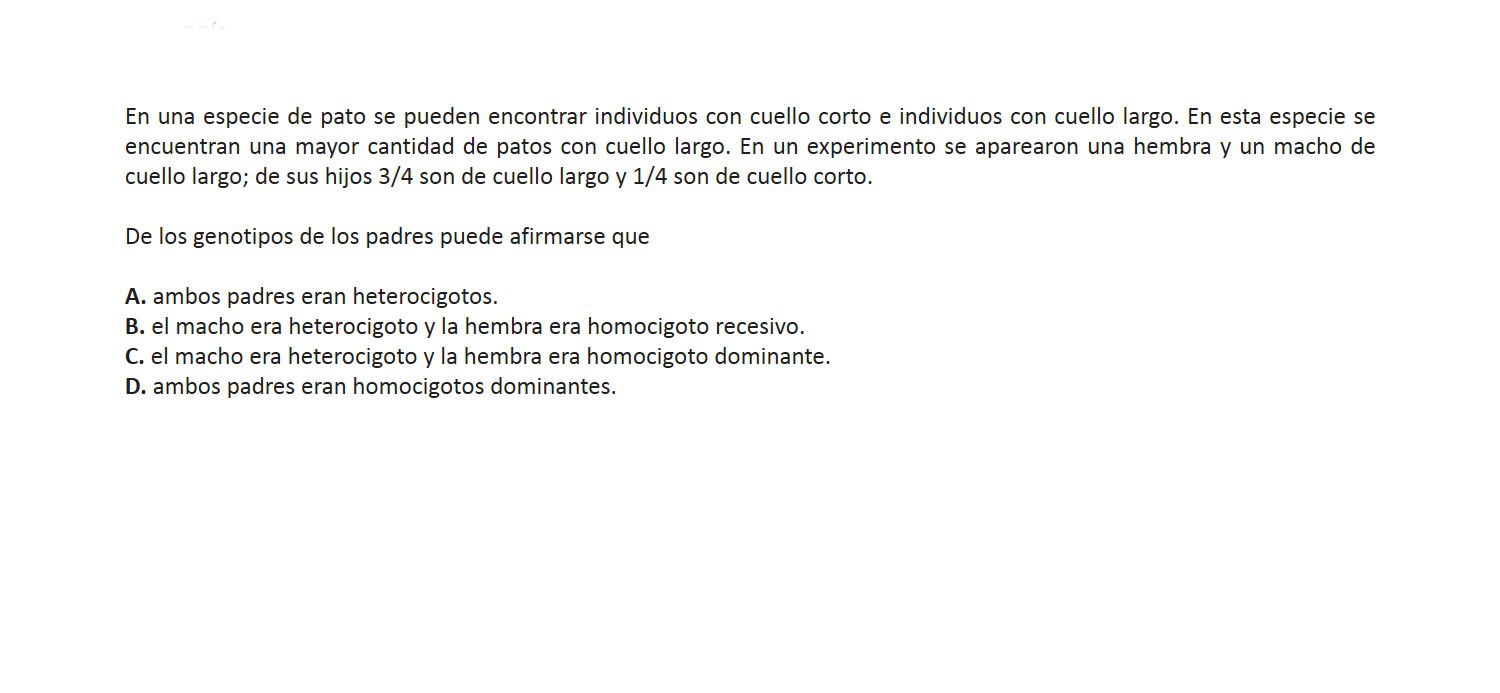 En una especie de pato se pueden encontrar individuos con cuello corto e individuos con cuello largo. En esta especie se
encuentran una mayor cantidad de patos con cuello largo. En un experimento se aparearon una hembra y un macho de
cuello largo; de sus hijos 3/4 son de cuello largo y 1/4 son de cuello corto.
De los genotipos de los padres puede afirmarse que
A. ambos padres eran heterocigotos.
B. el macho era heterocigoto y la hembra era homocigoto recesivo.
C. el macho era heterocigoto y la hembra era homocigoto dominante.
D. ambos padres eran homocigotos dominantes.